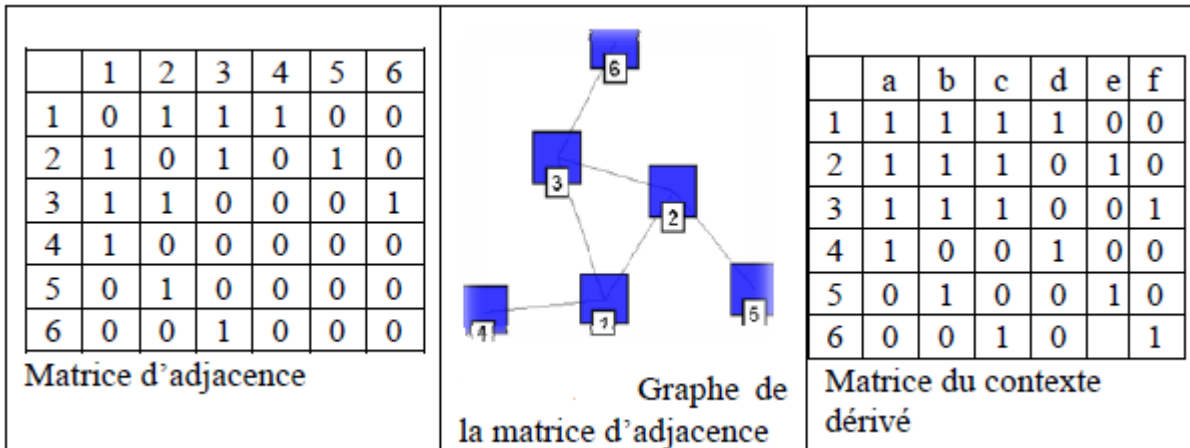 1 2 3 4 5 6
1 0 1 1 1 0 0
2 1 0 1 0 1 0
3 1 1 0 0 0 1
4 1 0 0 0 0 0
5 0 1 0 0 0 0
6 0 0 1 0 0 0
Matrice d'adjacence
6
3
2
5
1
4
Graphe de
la matrice d'adjacence
a b c d e f
1 1 1 1 1 0 0
2 1 1 1 0 1 0
3 1 1 1 0 0 1
4 1 0 0 1 0 0
5 0 1 0 0 1 0
6 0 0 1 0 1
Matrice du contexte
dérivé